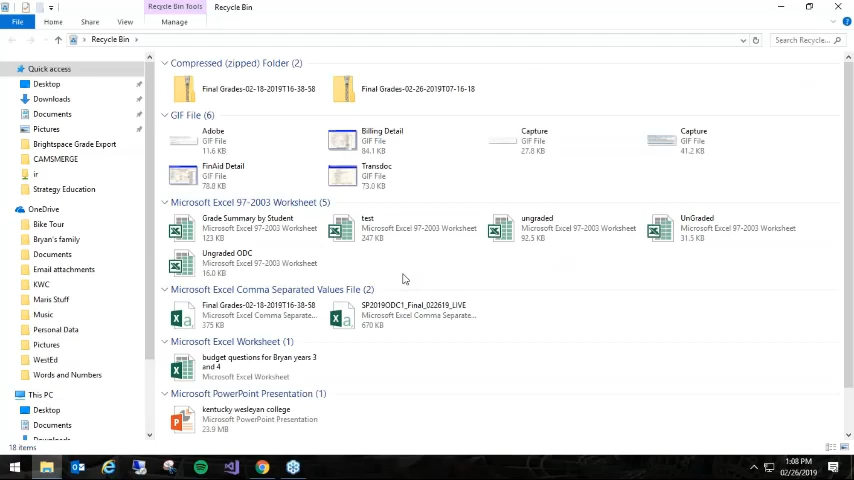 Recycle Bin Tools
Recycle Bin
File
Home
Share
View
Manage
Recycle Bin
Search Recycle...
Quick access
Desktop
Downloads
Documents
Pictures
Brightspace Grade Export
CAMSMERGE
ir
Strategy Education
OneDrive
Bike Tour
Bryan's family
Documents
Email attachments
KWC
Maris Stuff
Music
Personal Data
Pictures
WestEd
Words and Numbers
This PC
Desktop
Documents
Compressed (zipped) Folder (2)
Final Grades-02-18-2019T16-38-58
Final Grades-02-26-2019T07-16-18
GIF File (6)
Adobe
GIF File
11.6 KB
Billing Detail
GIF File
84.1 KB
Capture
GIF File
27.8 KB
Capture
GIF File
41.2 KB
FinAid Detail
GIF File
78.8 KB
Transdoc
GIF File
73.0 KB
Microsoft Excel 97-2003 Worksheet (5)
Grade Summary by Student
Microsoft Excel 97-2003 Worksheet
123 KB
test
Microsoft Excel 97-2003 Worksheet
247 KB
ungraded
Microsoft Excel 97-2003 Worksheet
92.5 KB
UnGraded
Microsoft Excel 97-2003 Worksheet
31.5 KB
Ungraded ODC
Microsoft Excel 97-2003 Worksheet
16.0 KB
Microsoft Excel Comma Separated Values File (2)
Final Grades-02-18-2019T16-38-58
Microsoft Excel Comma Separate...
375 KB
SP2019ODC1_Final_022619_LIVE
Microsoft Excel Comma Separate...
670 KB
Microsoft Excel Worksheet (1)
budget questions for Bryan years 3
and 4
Microsoft Excel Worksheet
Microsoft PowerPoint Presentation (1)
kentucky wesleyan college
Microsoft PowerPoint Presentation
23.9 MB
18 items
1:08 PM
02/26/2019